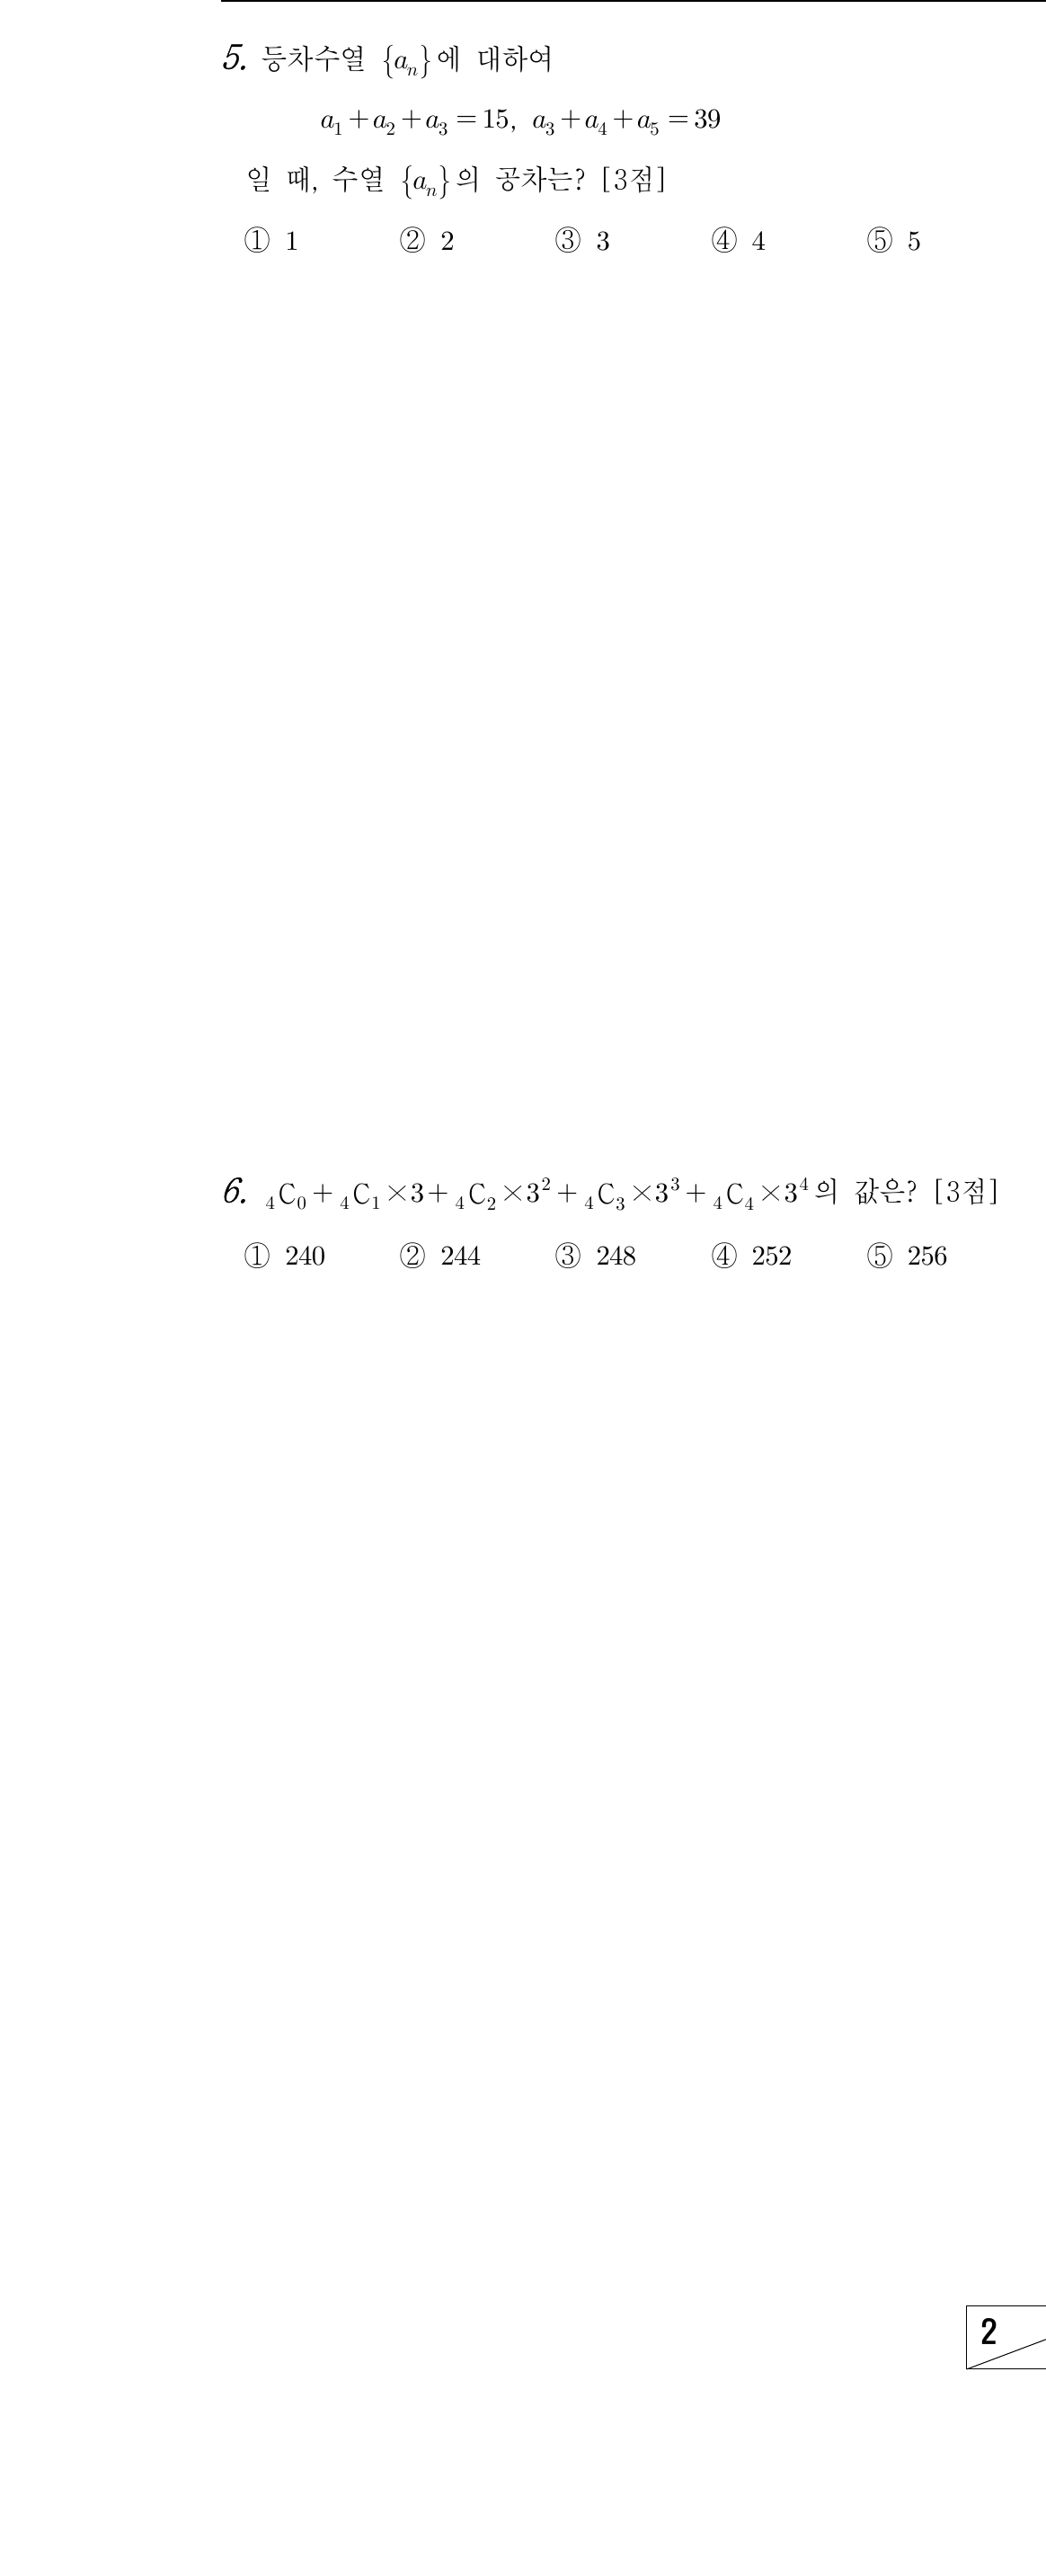 5. 등차수열 {aₙ}에 대하여
a₁+a₂+a₃=15, a₃+a₄+a₅=39
일 때, 수열 {aₙ}의 공차는? [3점]
① 1 ② 2 ③ 3 ④ 4 ⑤ 5
6. ₄C₀+₄C₁×3+₄C₂×3²+₄C₃×3³+₄C₄×3⁴의 값은? [3점]
① 240 ② 244 ③ 248 ④ 252 ⑤ 256
2